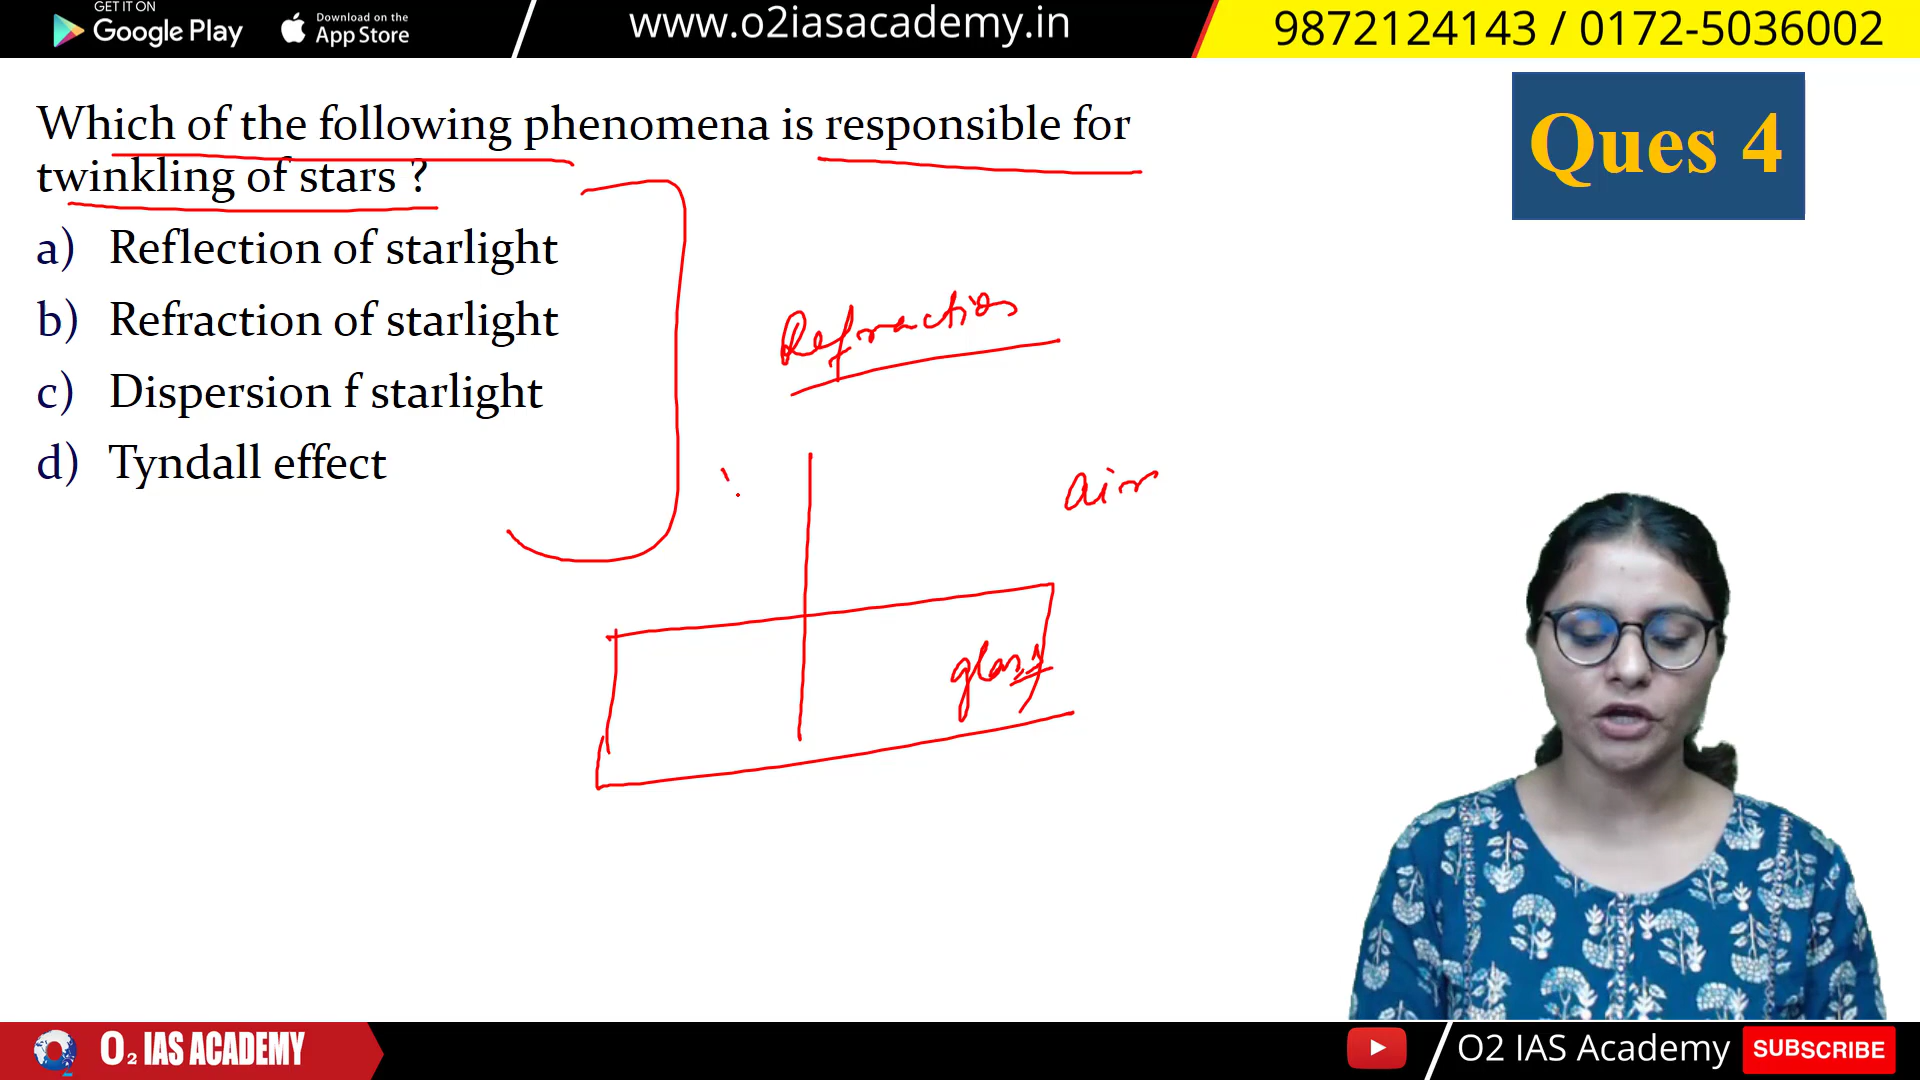 GET IT ON
Google Play
Download on the
App Store
www.o2iasacademy.in
9872124143 / 0172-5036002
Which of the following phenomena is responsible for
twinkling of stars ?
Ques 4
a) Reflection of starlight
b) Refraction of starlight
c) Dispersion f starlight
d) Tyndall effect
Refraction
air
glass
O2 IAS ACADEMY
O2 IAS Academy
SUBSCRIBE